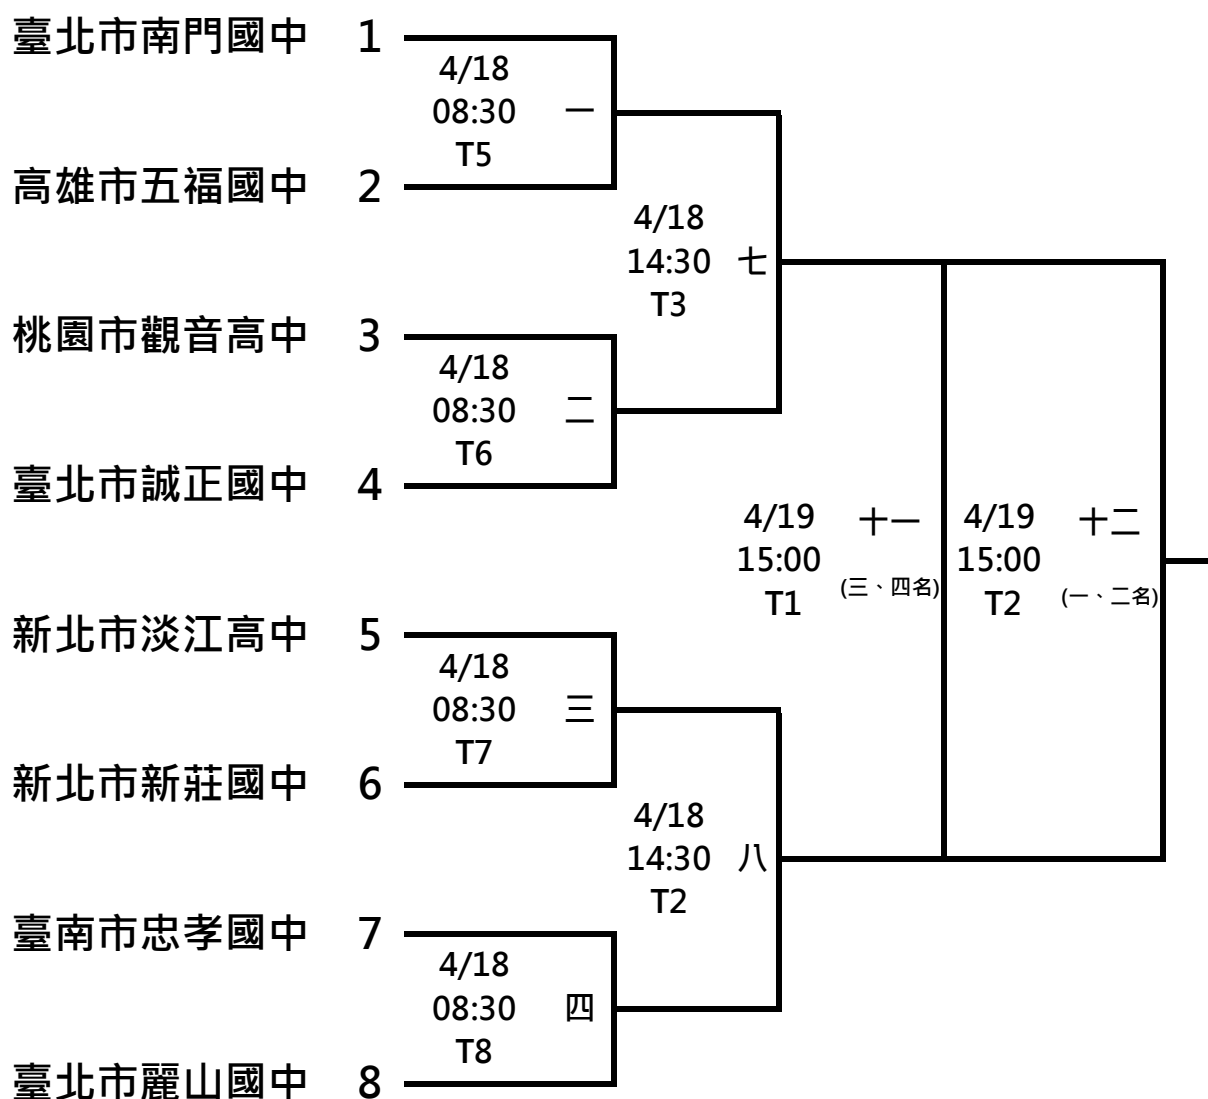 臺北市南門國中 1
4/18
08:30 一
T5
高雄市五福國中 2
4/18
14:30 七
T3
桃園市觀音高中 3
4/18
08:30 二
T6
臺北市誠正國中 4
4/19 十一 4/19 十二
15:00 15:00
(三、四名) (一、二名)
T1 T2
新北市淡江高中 5
4/18
08:30 三
T7
新北市新莊國中 6
4/18
14:30 八
T2
臺南市忠孝國中 7
4/18
08:30 四
T8
臺北市麗山國中 8